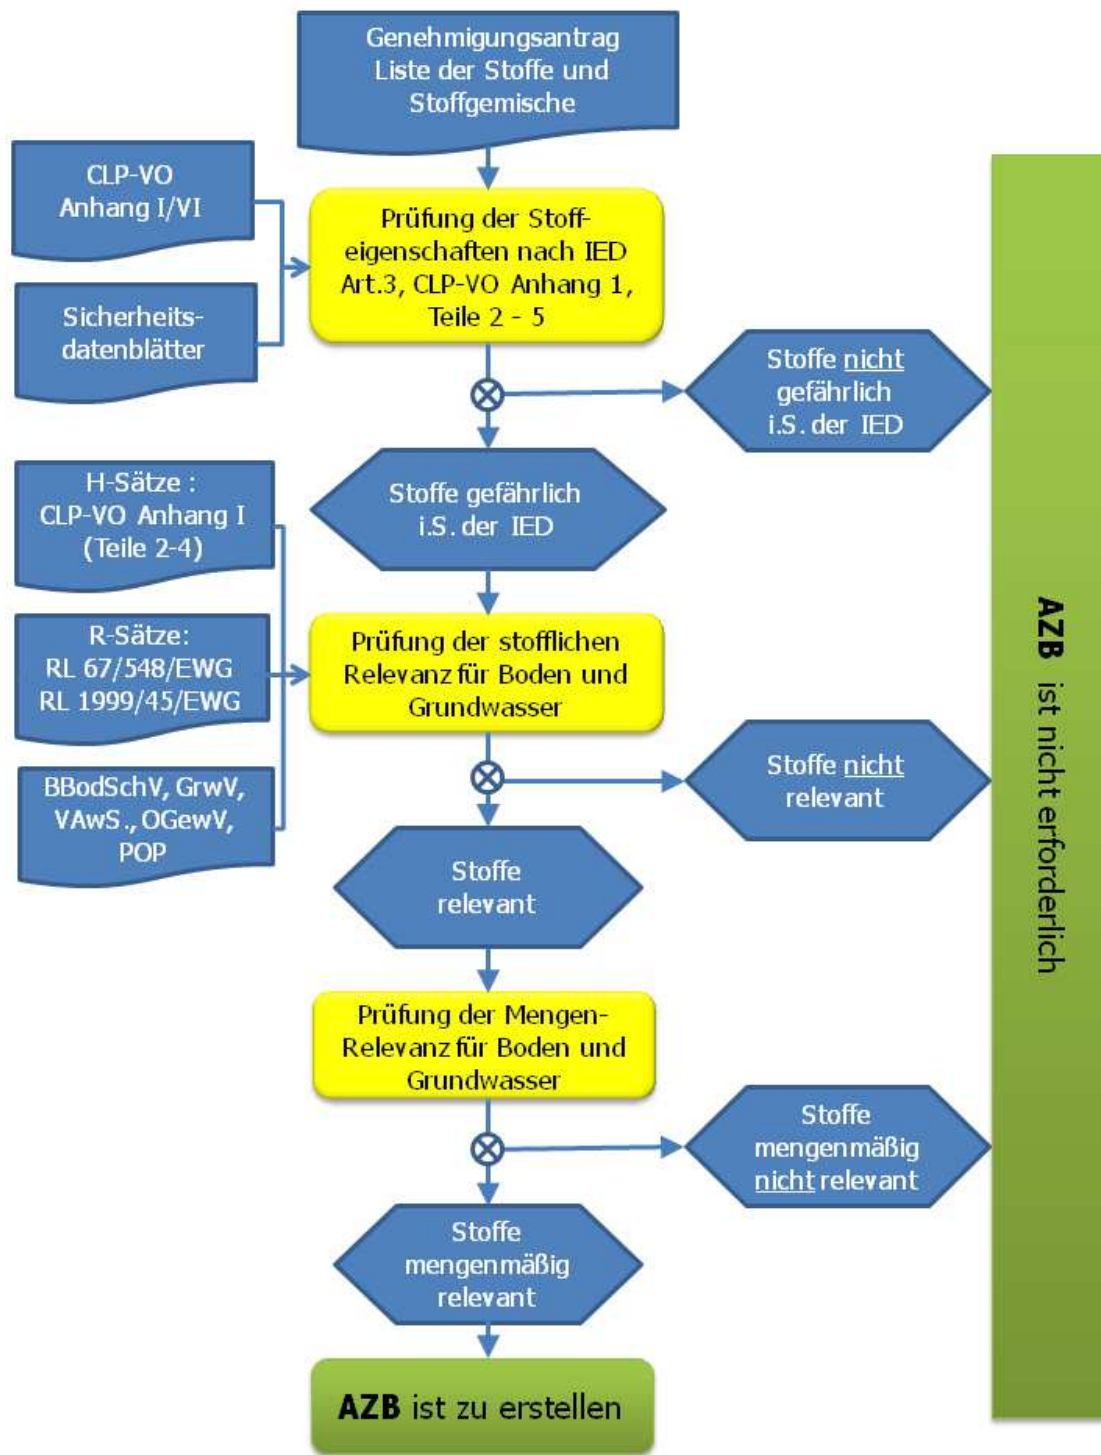 Genehmigungsantrag
Liste der Stoffe und
Stoffgemische
CLP-VO
Anhang I/VI
Sicherheits-
datenblätter
Prüfung der Stoff-
eigenschaften nach IED
Art.3, CLP-VO Anhang 1,
Teile 2 - 5
Stoffe nicht
gefährlich
i.S. der IED
Stoffe gefährlich
i.S. der IED
H-Sätze :
CLP-VO Anhang I
(Teile 2-4)
R-Sätze:
RL 67/548/EWG
RL 1999/45/EWG
BBodSchV, GrwV,
VAwS., OGewV,
POP
Prüfung der stofflichen
Relevanz für Boden und
Grundwasser
Stoffe nicht
relevant
Stoffe
relevant
Prüfung der Mengen-
Relevanz für Boden und
Grundwasser
Stoffe
mengenmäßig
nicht relevant
Stoffe
mengenmäßig
relevant
AZB ist zu erstellen
AZB ist nicht erforderlich